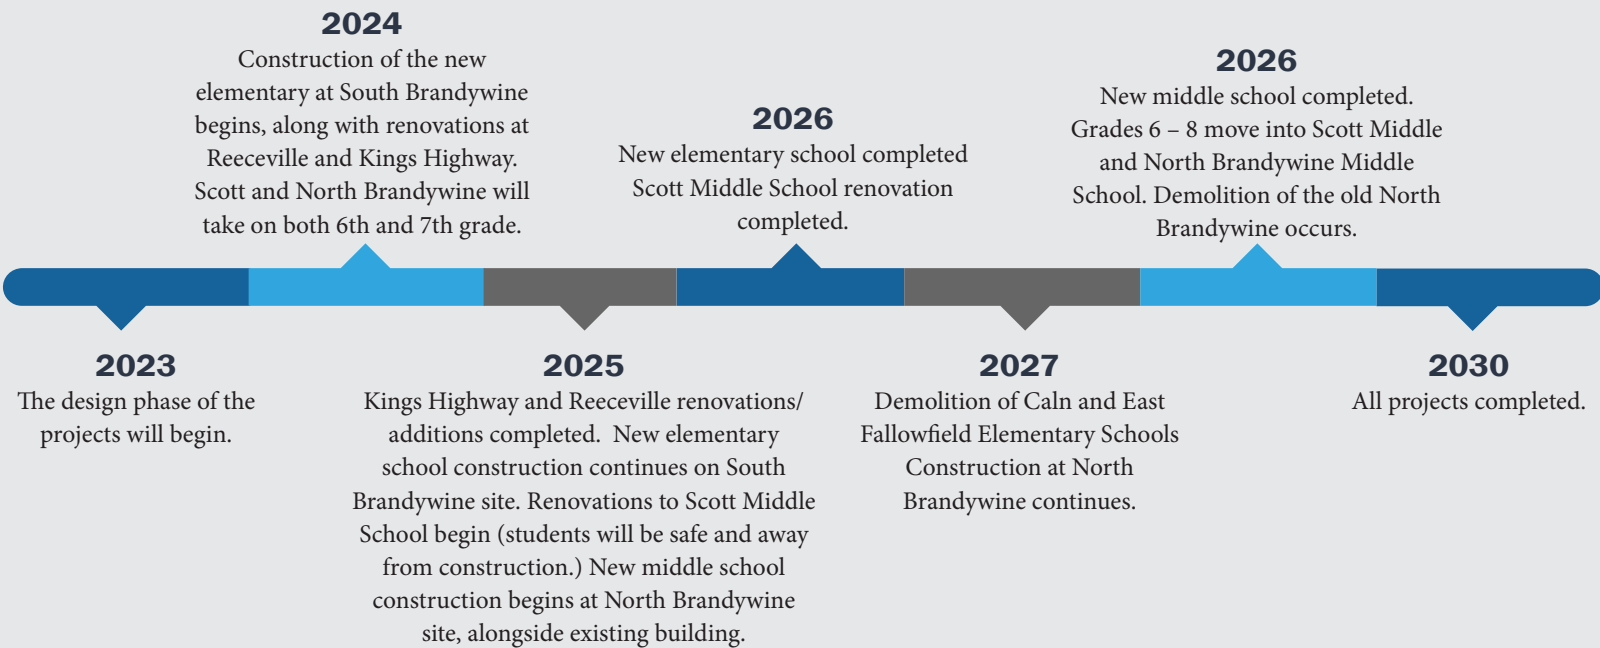 2024
Construction of the new
elementary at South Brandywine
begins, along with renovations at
Reeceville and Kings Highway.
Scott and North Brandywine will
take on both 6th and 7th grade.
2026
New elementary school completed
Scott Middle School renovation
completed.
2026
New middle school completed.
Grades 6 – 8 move into Scott Middle
and North Brandywine Middle
School. Demolition of the old North
Brandywine occurs.
2023
The design phase of the
projects will begin.
2025
Kings Highway and Reeceville renovations/
additions completed.  New elementary
school construction continues on South
Brandywine site. Renovations to Scott Middle
School begin (students will be safe and away
from construction.) New middle school
construction begins at North Brandywine
site, alongside existing building.
2027
Demolition of Caln and East
Fallowfield Elementary Schools
Construction at North
Brandywine continues.
2030
All projects completed.